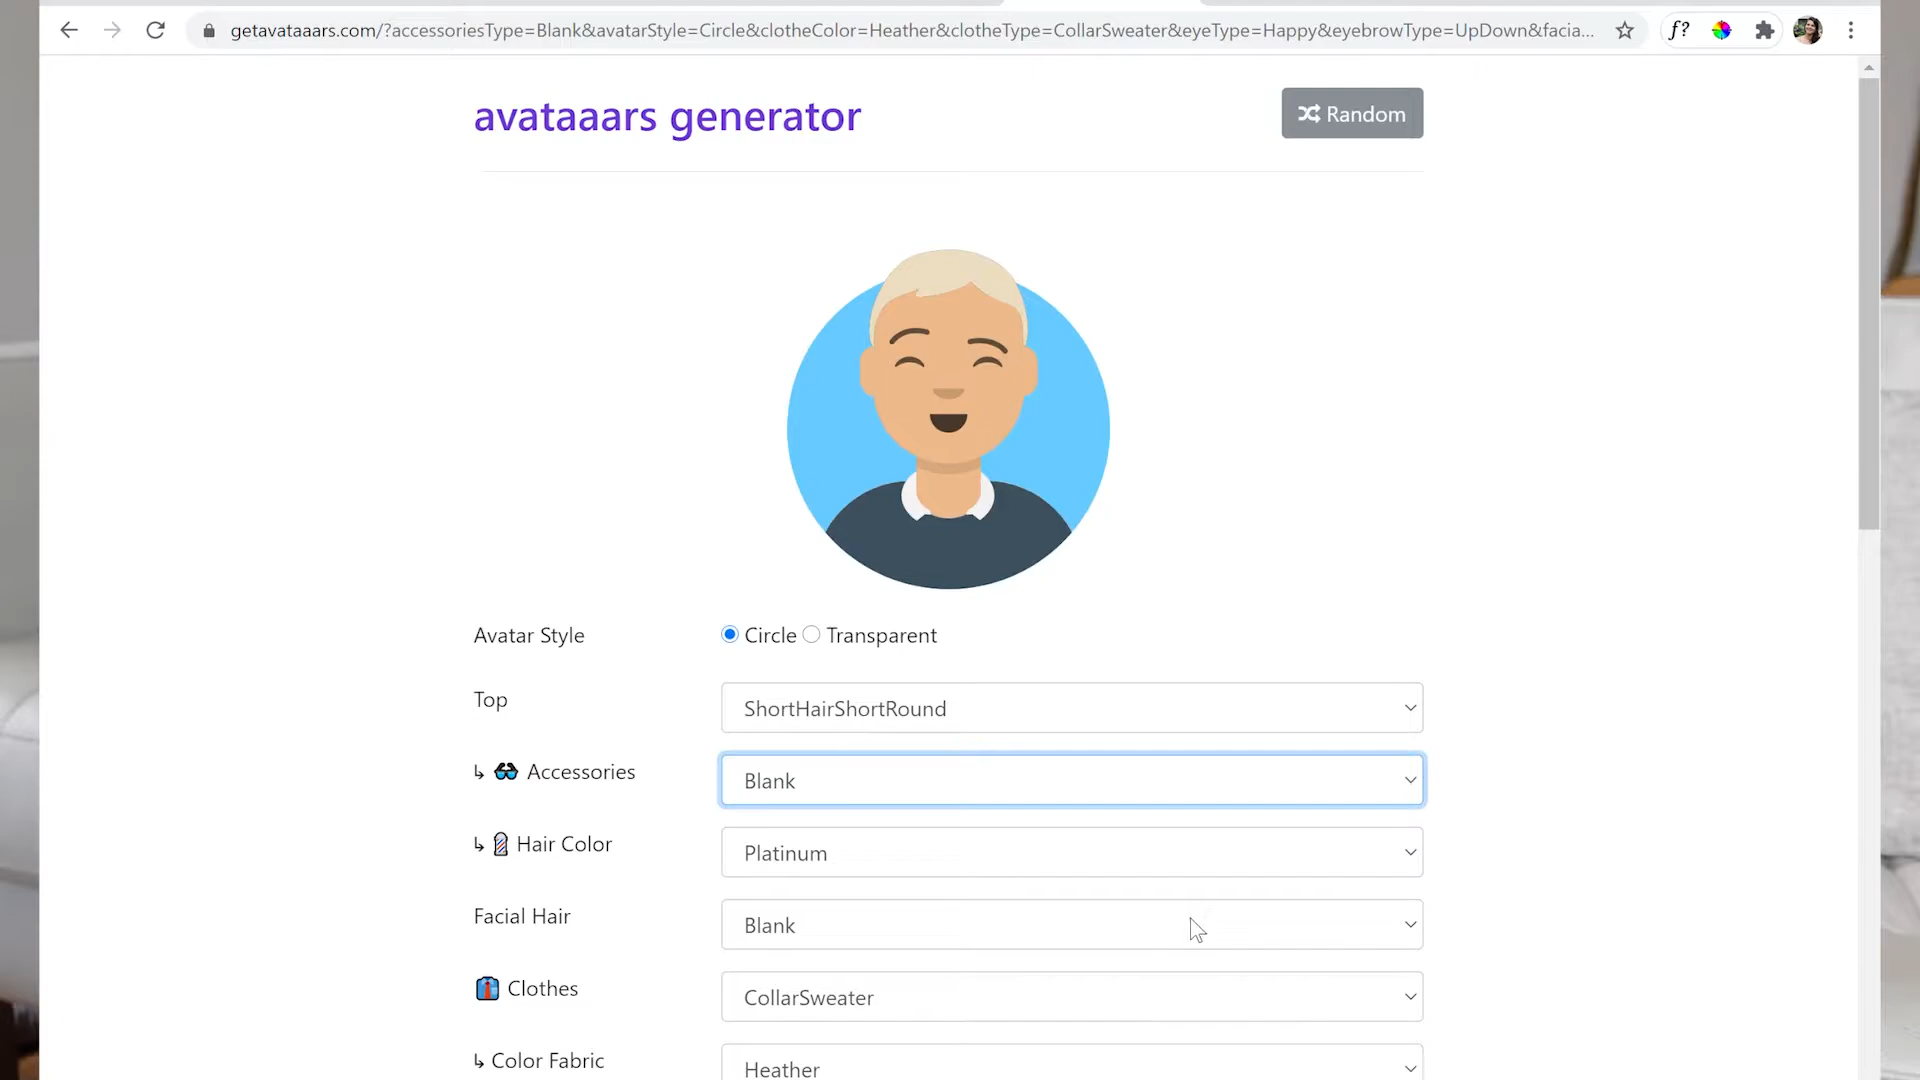 getavataaars.com/?accessoriesType=Blank&avatarStyle=Circle&clotheColor=Heather&clotheType=CollarSweater&eyeType=Happy&eyebrowType=UpDown&facia...
f?
avataaars generator
Random
Avatar Style
Circle Transparent
Top
ShortHairShortRound
↳ Accessories
Blank
↳ Hair Color
Platinum
Facial Hair
Blank
Clothes
CollarSweater
↳ Color Fabric
Heather